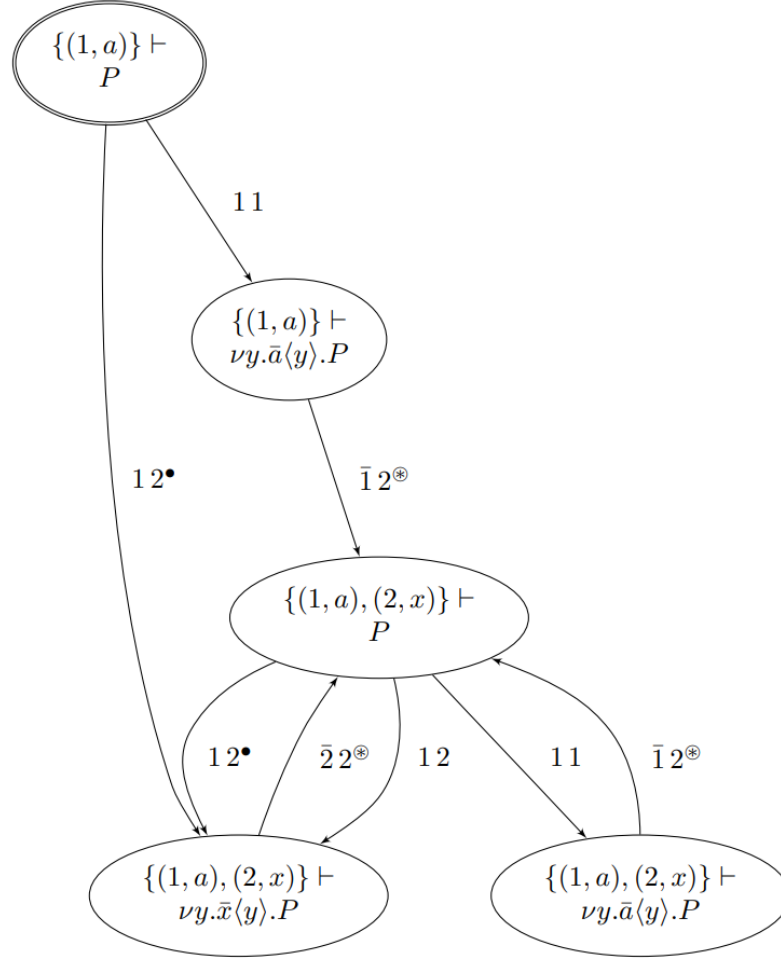 {(1, a)} ⊢
P
1 1
{(1, a)} ⊢
νy.ā⟨y⟩.P
1 2•
1̄ 2⊛
{(1, a), (2, x)} ⊢
P
1 2•
2̄ 2⊛
1 2
1 1
1̄ 2⊛
{(1, a), (2, x)} ⊢
νy.x̄⟨y⟩.P
{(1, a), (2, x)} ⊢
νy.ā⟨y⟩.P